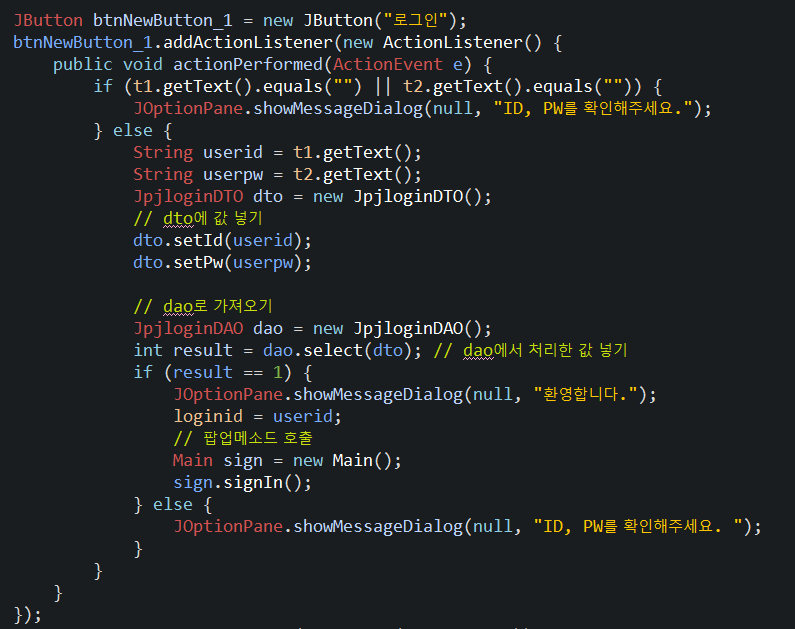 JButton btnNewButton_1 = new JButton("로그인");
btnNewButton_1.addActionListener(new ActionListener() {
    public void actionPerformed(ActionEvent e) {
        if (t1.getText().equals("") || t2.getText().equals("")) {
            JOptionPane.showMessageDialog(null, "ID, PW를 확인해주세요.");
        } else {
            String userid = t1.getText();
            String userpw = t2.getText();
            JpjloginDTO dto = new JpjloginDTO();
            // dto에 값 넣기
            dto.setId(userid);
            dto.setPw(userpw);

            // dao로 가져오기
            JpjloginDAO dao = new JpjloginDAO();
            int result = dao.select(dto); // dao에서 처리한 값 넣기
            if (result == 1) {
                JOptionPane.showMessageDialog(null, "환영합니다.");
                loginid = userid;
                // 팝업메소드 호출
                Main sign = new Main();
                sign.signIn();
            } else {
                JOptionPane.showMessageDialog(null, "ID, PW를 확인해주세요. ");
            }
        }
    }
});